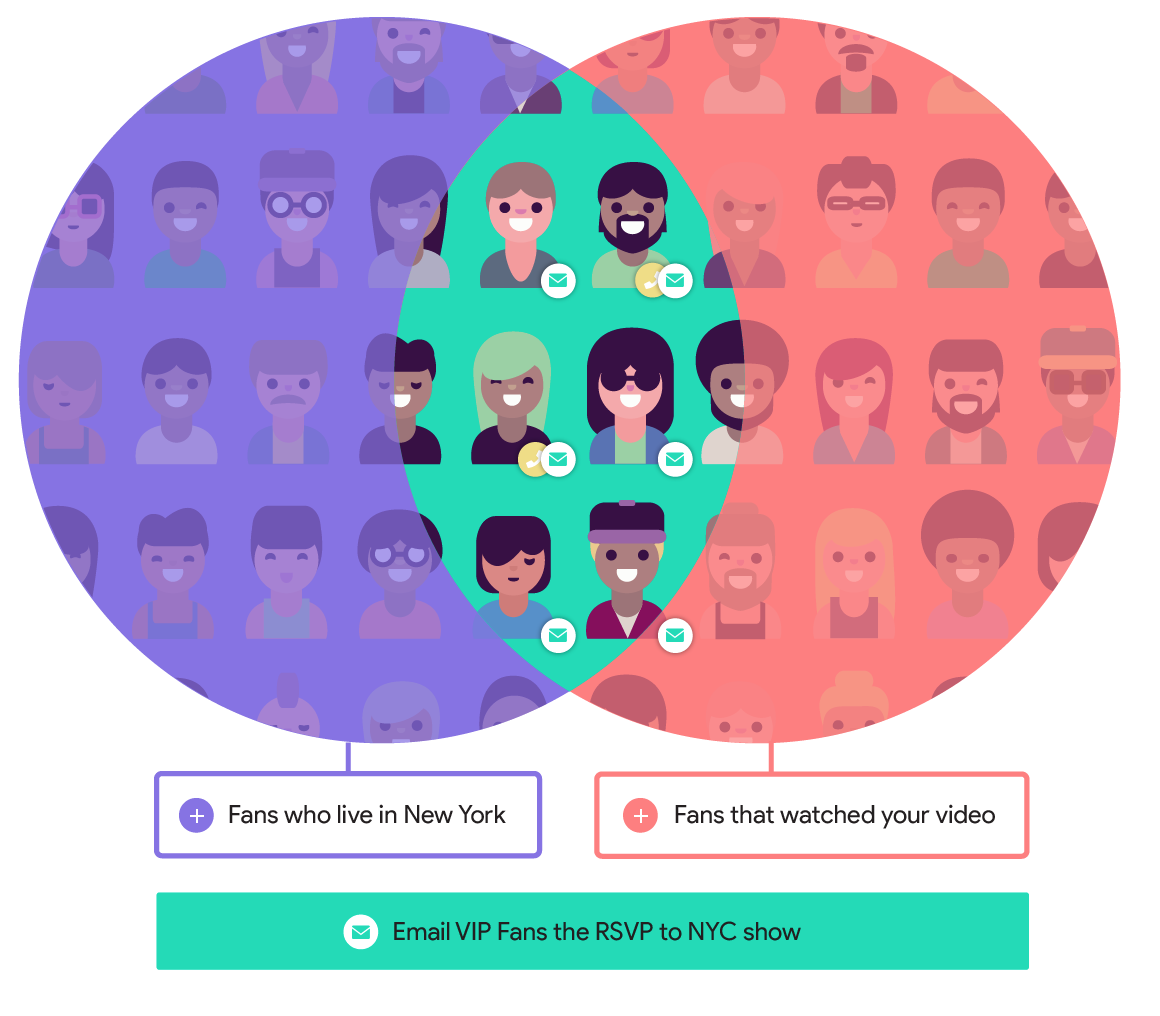 Fans who live in New York
Fans that watched your video
Email VIP Fans the RSVP to NYC show